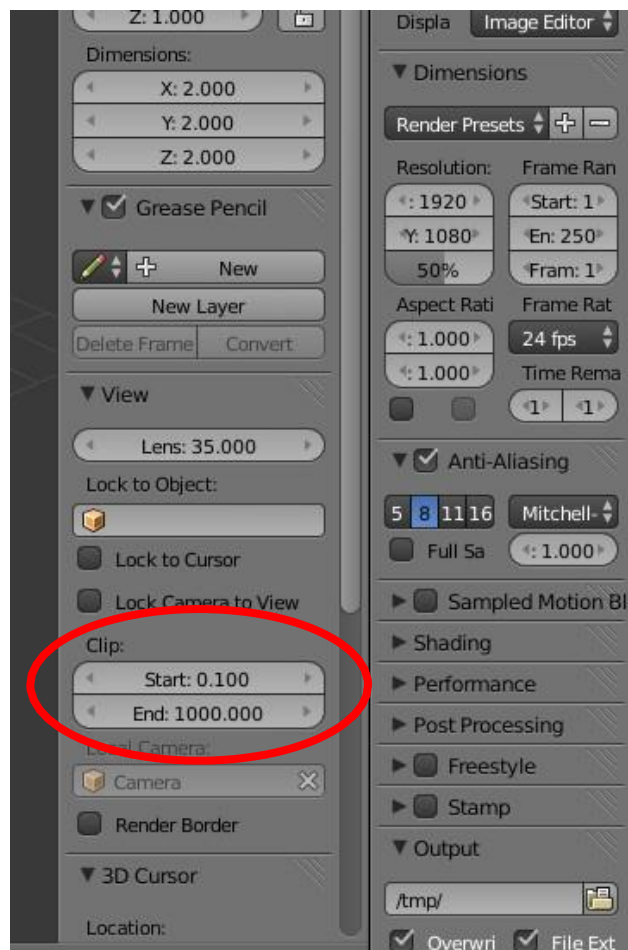 Z: 1.000
Dimensions:
X: 2.000
Y: 2.000
Z: 2.000
Grease Pencil
New
New Layer
Delete Frame Convert
View
Lens: 35.000
Lock to Object:
Lock to Cursor
Lock Camera to View
Clip:
Start: 0.100
End: 1000.000
Local Camera:
Camera
Render Border
3D Cursor
Location:
Displa Image Editor
Dimensions
Render Presets
Resolution: Frame Ran
: 1920 Start: 1
Y: 1080 En: 250
50% Fram: 1
Aspect Rati Frame Rat
: 1.000 24 fps
: 1.000 Time Rema
1 1
Anti-Aliasing
5 8 11 16 Mitchell-
Full Sa : 1.000
Sampled Motion Bl
Shading
Performance
Post Processing
Freestyle
Stamp
Output
/tmp/
Overwri File Ext